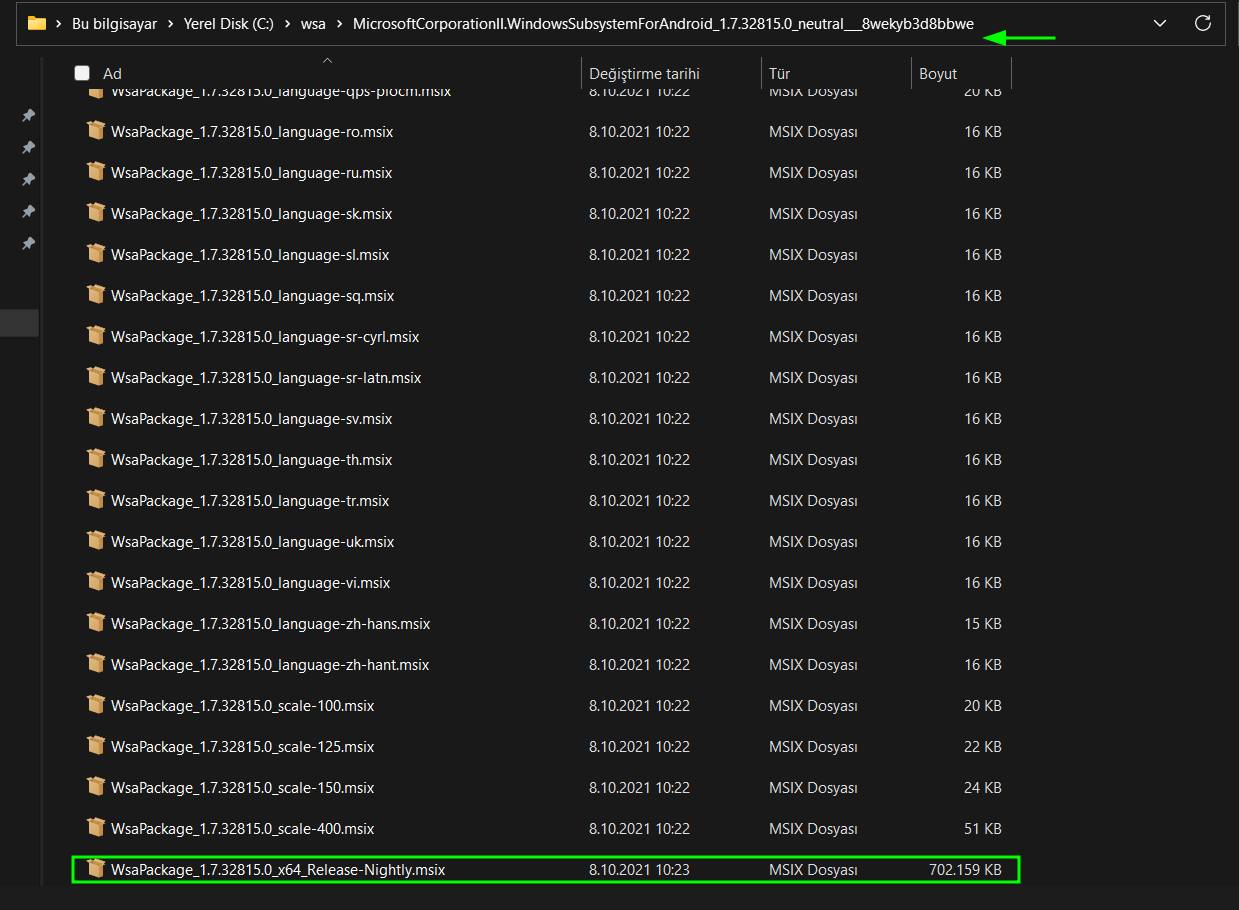 Bu bilgisayar > Yerel Disk (C:) > wsa > MicrosoftCorporationII.WindowsSubsystemForAndroid_1.7.32815.0_neutral___8wekyb3d8bbwe
Ad Değiştirme tarihi Tür Boyut
WsaPackage_1.7.32815.0_language-qps-plocm.msix 8.10.2021 10:22 MSIX Dosyası 20 KB
WsaPackage_1.7.32815.0_language-ro.msix 8.10.2021 10:22 MSIX Dosyası 16 KB
WsaPackage_1.7.32815.0_language-ru.msix 8.10.2021 10:22 MSIX Dosyası 16 KB
WsaPackage_1.7.32815.0_language-sk.msix 8.10.2021 10:22 MSIX Dosyası 16 KB
WsaPackage_1.7.32815.0_language-sl.msix 8.10.2021 10:22 MSIX Dosyası 16 KB
WsaPackage_1.7.32815.0_language-sq.msix 8.10.2021 10:22 MSIX Dosyası 16 KB
WsaPackage_1.7.32815.0_language-sr-cyrl.msix 8.10.2021 10:22 MSIX Dosyası 16 KB
WsaPackage_1.7.32815.0_language-sr-latn.msix 8.10.2021 10:22 MSIX Dosyası 16 KB
WsaPackage_1.7.32815.0_language-sv.msix 8.10.2021 10:22 MSIX Dosyası 16 KB
WsaPackage_1.7.32815.0_language-th.msix 8.10.2021 10:22 MSIX Dosyası 16 KB
WsaPackage_1.7.32815.0_language-tr.msix 8.10.2021 10:22 MSIX Dosyası 16 KB
WsaPackage_1.7.32815.0_language-uk.msix 8.10.2021 10:22 MSIX Dosyası 16 KB
WsaPackage_1.7.32815.0_language-vi.msix 8.10.2021 10:22 MSIX Dosyası 16 KB
WsaPackage_1.7.32815.0_language-zh-hans.msix 8.10.2021 10:22 MSIX Dosyası 15 KB
WsaPackage_1.7.32815.0_language-zh-hant.msix 8.10.2021 10:22 MSIX Dosyası 16 KB
WsaPackage_1.7.32815.0_scale-100.msix 8.10.2021 10:22 MSIX Dosyası 20 KB
WsaPackage_1.7.32815.0_scale-125.msix 8.10.2021 10:22 MSIX Dosyası 22 KB
WsaPackage_1.7.32815.0_scale-150.msix 8.10.2021 10:22 MSIX Dosyası 24 KB
WsaPackage_1.7.32815.0_scale-400.msix 8.10.2021 10:22 MSIX Dosyası 51 KB
WsaPackage_1.7.32815.0_x64_Release-Nightly.msix 8.10.2021 10:23 MSIX Dosyası 702.159 KB